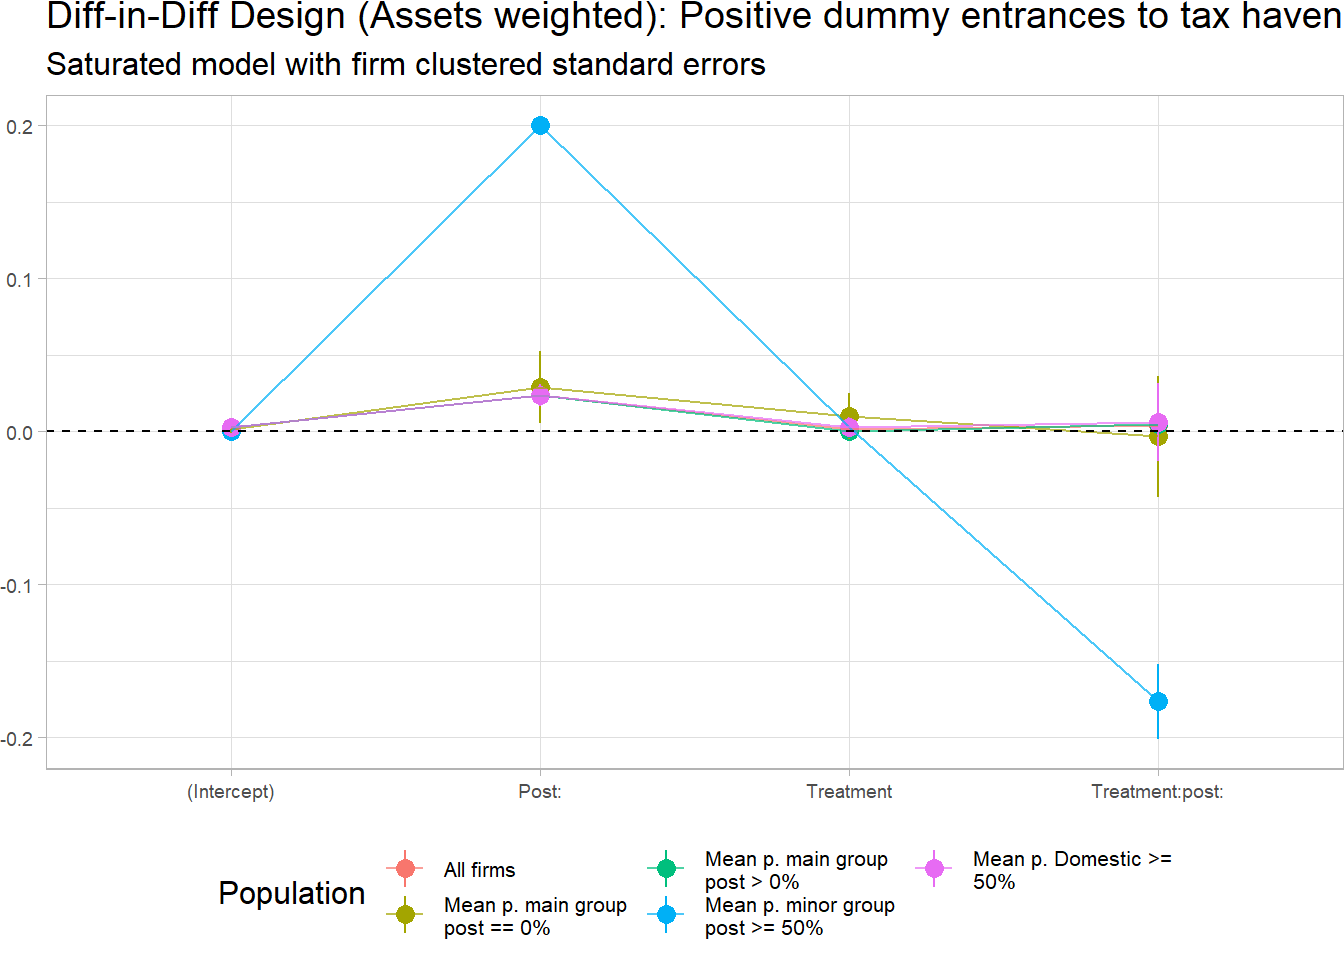 Diff-in-Diff Design (Assets weighted): Positive dummy entrances to tax haven
Saturated model with firm clustered standard errors
0.2
0.1
0.0
-0.1
-0.2
(Intercept)
Post:
Treatment
Treatment:post:
Population
All firms
Mean p. main group
post == 0%
Mean p. main group
post > 0%
Mean p. minor group
post >= 50%
Mean p. Domestic >=
50%